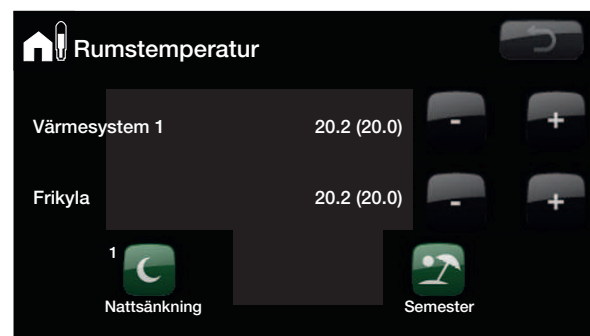 Rumstemperatur
Värmesystem 1 20.2 (20.0) - +
Frikyla 20.2 (20.0) - +
1
Nattsänkning Semester